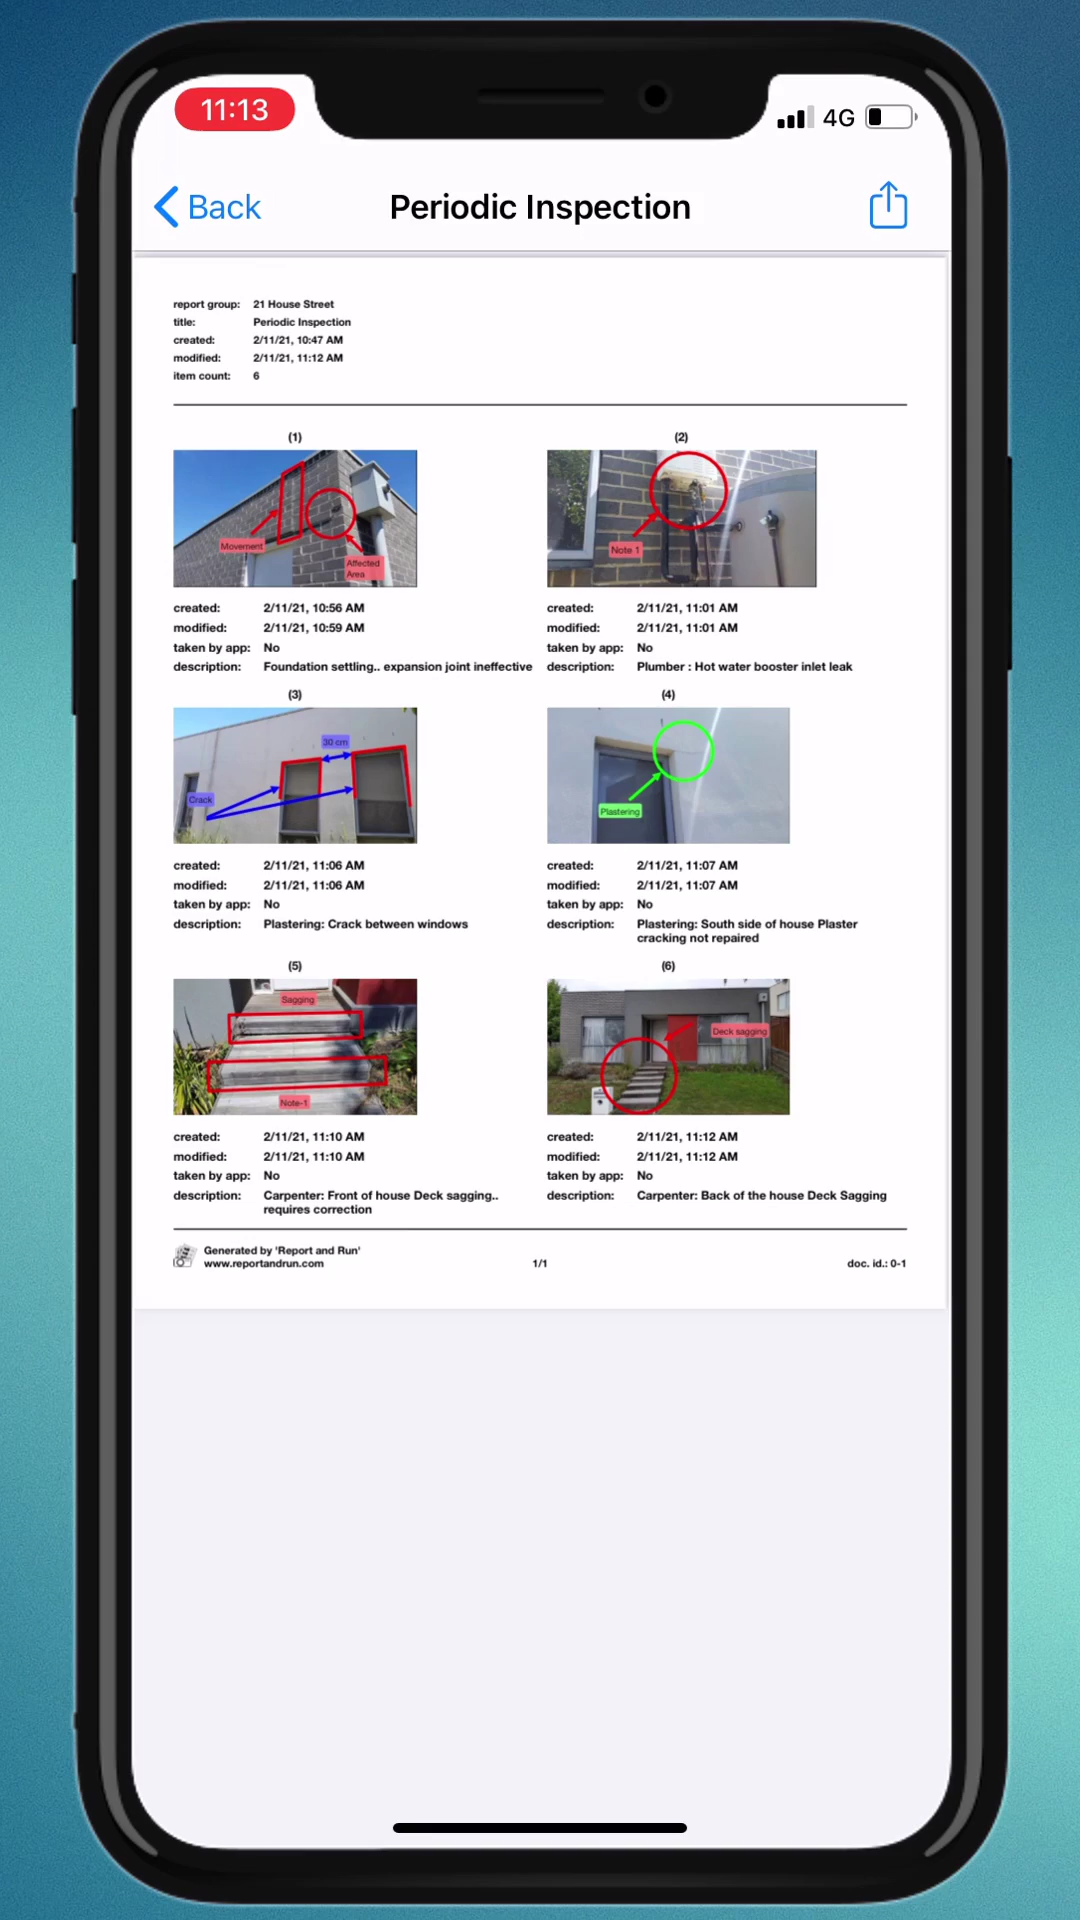 11:13
4G
Back
Periodic Inspection
report group: 21 House Street
title: Periodic Inspection
created: 2/11/21, 10:47 AM
modified: 2/11/21, 11:12 AM
item count: 6
(1)
Movement
Affected
Area
created: 2/11/21, 10:56 AM
modified: 2/11/21, 10:59 AM
taken by app: No
description: Foundation settling.. expansion joint ineffective
(2)
Note 1
created: 2/11/21, 11:01 AM
modified: 2/11/21, 11:01 AM
taken by app: No
description: Plumber : Hot water booster inlet leak
(3)
30 cm
Crack
created: 2/11/21, 11:06 AM
modified: 2/11/21, 11:06 AM
taken by app: No
description: Plastering: Crack between windows
(4)
Plastering
created: 2/11/21, 11:07 AM
modified: 2/11/21, 11:07 AM
taken by app: No
description: Plastering: South side of house Plaster
cracking not repaired
(5)
Sagging
Note-1
created: 2/11/21, 11:10 AM
modified: 2/11/21, 11:10 AM
taken by app: No
description: Carpenter: Front of house Deck sagging..
requires correction
(6)
Deck sagging
created: 2/11/21, 11:12 AM
modified: 2/11/21, 11:12 AM
taken by app: No
description: Carpenter: Back of the house Deck Sagging
Generated by 'Report and Run'
www.reportandrun.com
1/1
doc. id.: 0-1